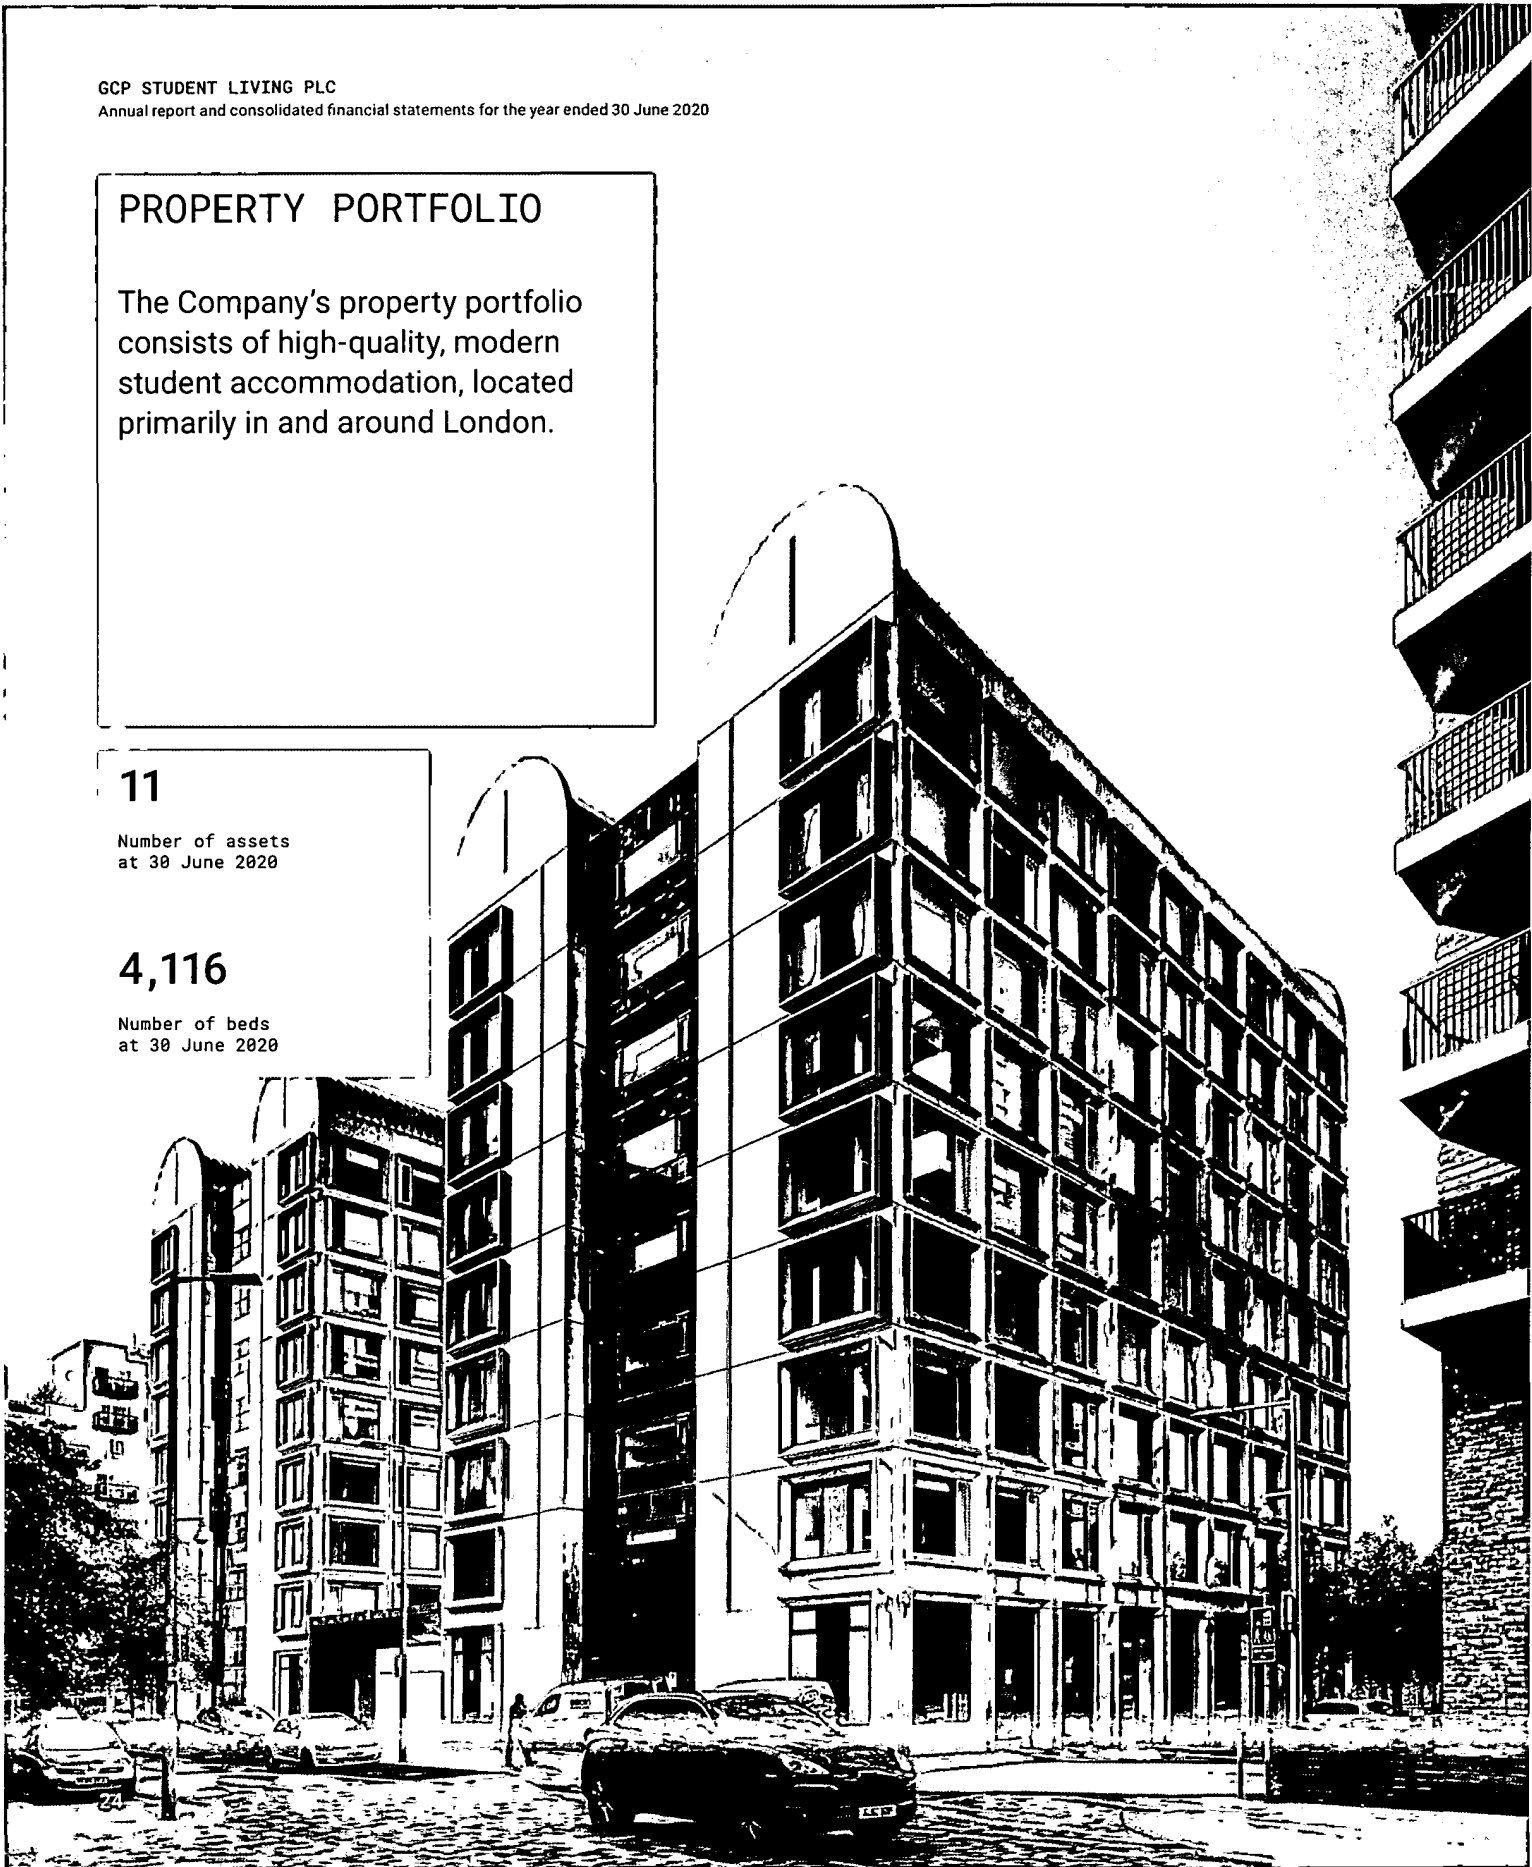 GCP STUDENT LIVING PLC
Annual report and consolidated financial statements for the year ended 30 June 2020
PROPERTY PORTFOLIO
The Company's property portfolio
consists of high-quality, modern
student accommodation, located
primarily in and around London.
11
Number of assets
at 30 June 2020
4,116
Number of beds
at 30 June 2020
24